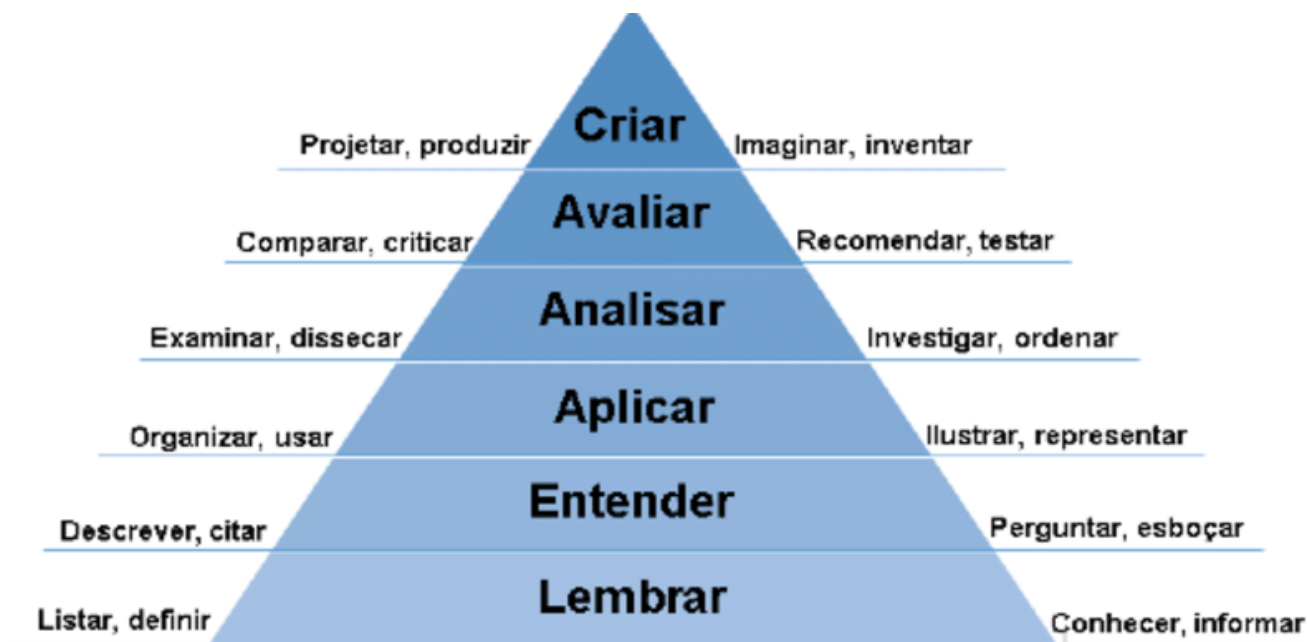 Criar
Projetar, produzir
Imaginar, inventar
Avaliar
Comparar, criticar
Recomendar, testar
Analisar
Examinar, dissecar
Investigar, ordenar
Aplicar
Organizar, usar
Ilustrar, representar
Entender
Descrever, citar
Perguntar, esboçar
Lembrar
Listar, definir
Conhecer, informar